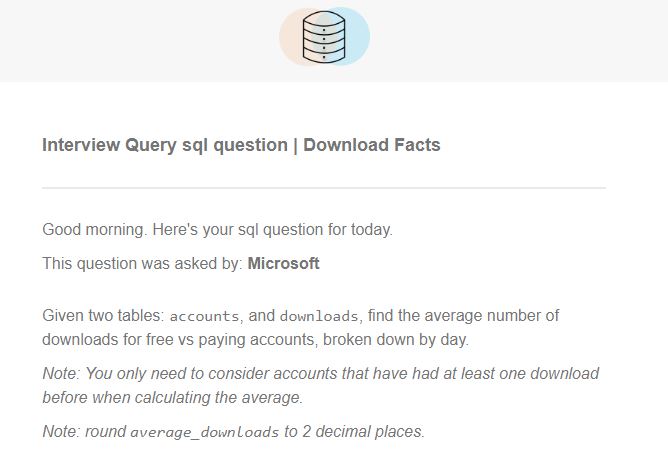 Interview Query sql question | Download Facts
Good morning. Here's your sql question for today.
This question was asked by: Microsoft
Given two tables: accounts, and downloads, find the average number of
downloads for free vs paying accounts, broken down by day.
Note: You only need to consider accounts that have had at least one download
before when calculating the average.
Note: round average_downloads to 2 decimal places.